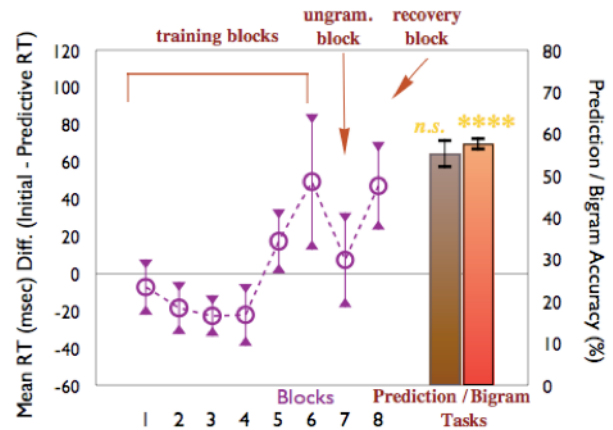 training blocks
ungram.
block
recovery
block
Mean RT (msec) Diff. (Initial - Predictive RT)
120
100
80
60
40
20
0
-20
-40
-60
n.s.
****
80
70
60
50
40
30
20
10
0
Prediction / Bigram Accuracy (%)
Blocks
1 2 3 4 5 6 7 8
Prediction / Bigram
Tasks